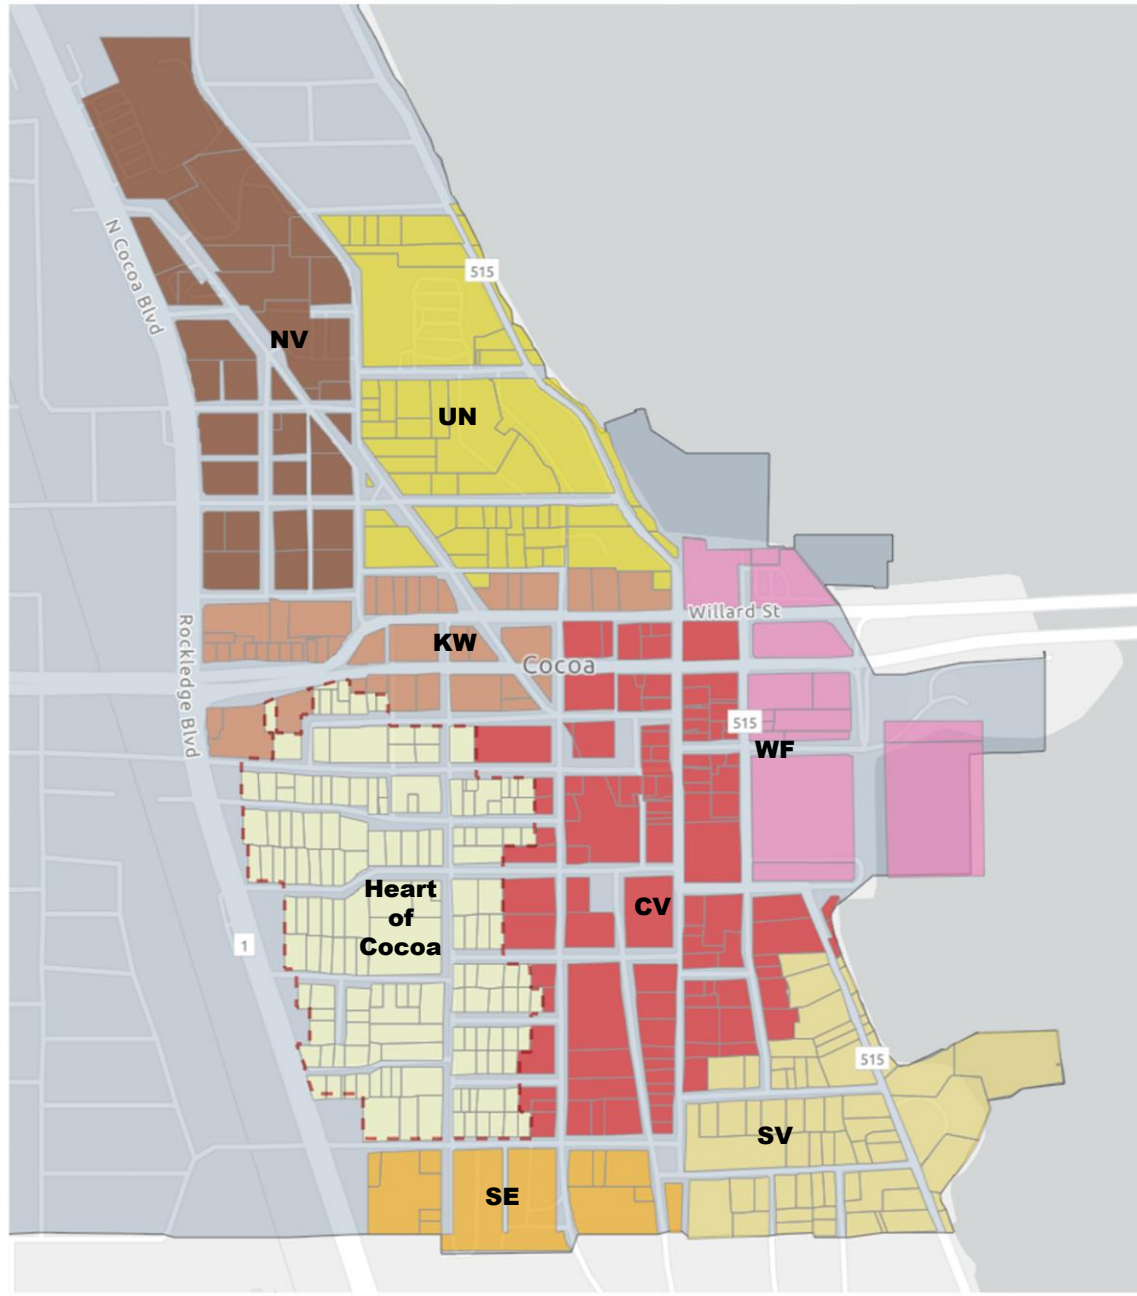 515
N Cocoa Blvd
NV
UN
Willard St
Rockledge Blvd
KW
Cocoa
515
WF
Heart
of
Cocoa
CV
1
515
SV
SE